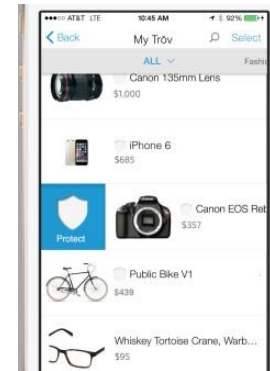 AT&T LTE 10:45 AM 92%
Back My Trōv Select
ALL Fashi
Canon 135mm Lens
$1,000
iPhone 6
$685
Protect
Canon EOS Reb
$357
Public Bike V1
$439
Whiskey Tortoise Crane, Warb...
$95